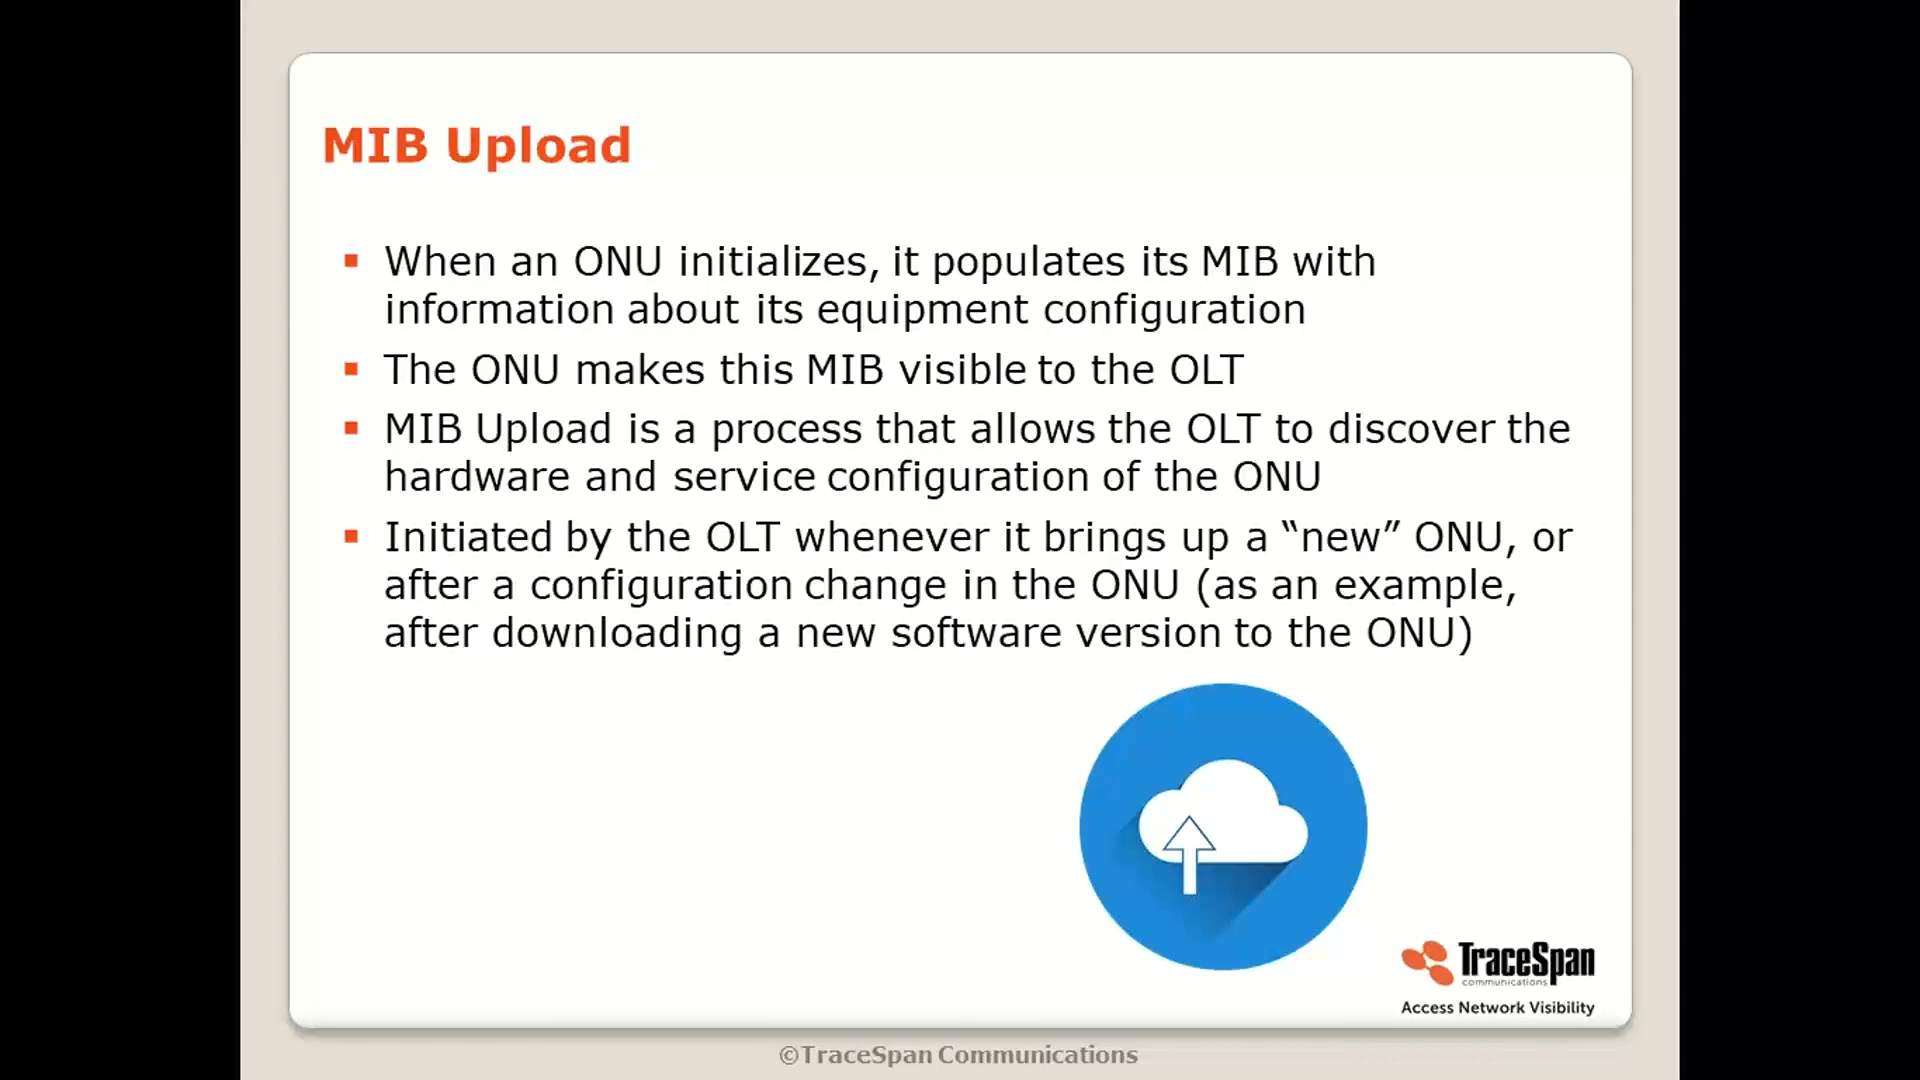 MIB Upload
▪ When an ONU initializes, it populates its MIB with
information about its equipment configuration
▪ The ONU makes this MIB visible to the OLT
▪ MIB Upload is a process that allows the OLT to discover the
hardware and service configuration of the ONU
▪ Initiated by the OLT whenever it brings up a “new” ONU, or
after a configuration change in the ONU (as an example,
after downloading a new software version to the ONU)
TraceSpan
communications
Access Network Visibility
©TraceSpan Communications